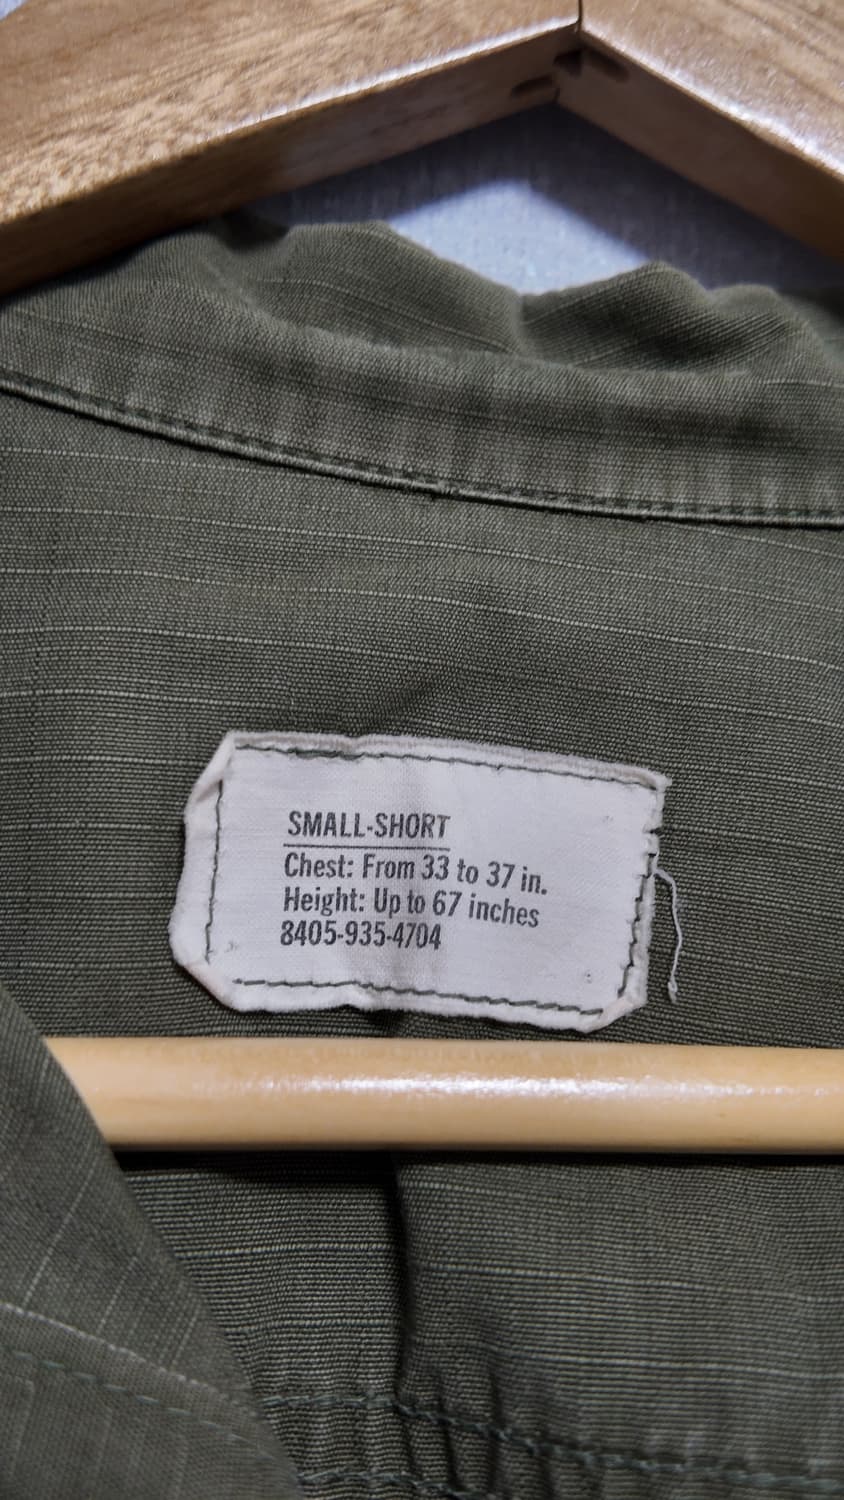 SMALL-SHORT
Chest: From 33 to 37 in.
Height: Up to 67 inches
8405-935-4704